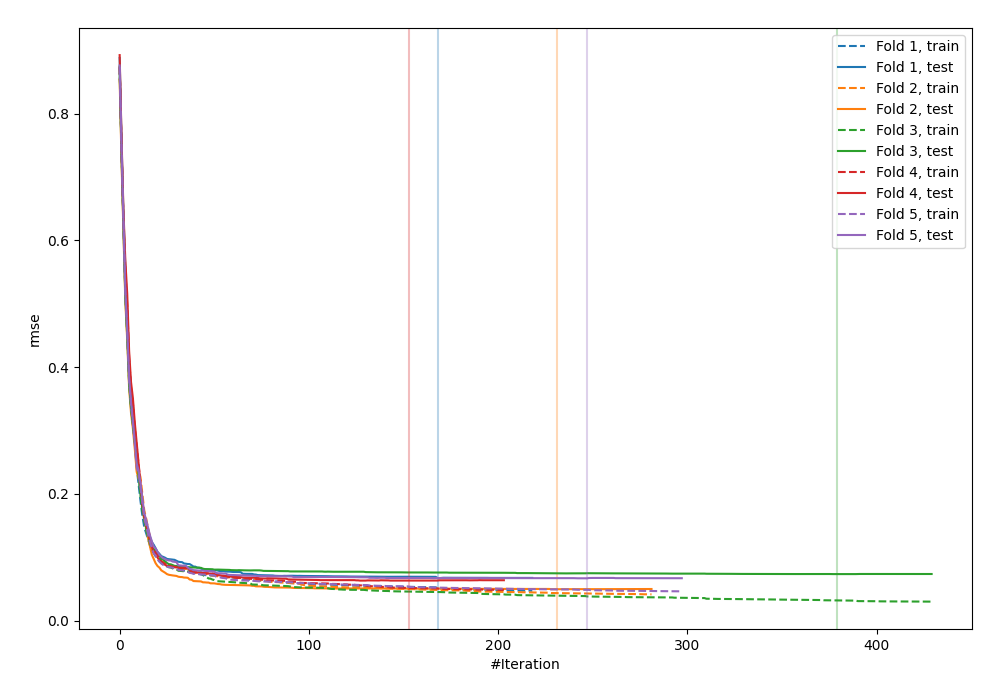 0.8
0.6
0.4
0.2
0.0
rmse
0
100
200
300
400
#Iteration
Fold 1, train
Fold 1, test
Fold 2, train
Fold 2, test
Fold 3, train
Fold 3, test
Fold 4, train
Fold 4, test
Fold 5, train
Fold 5, test